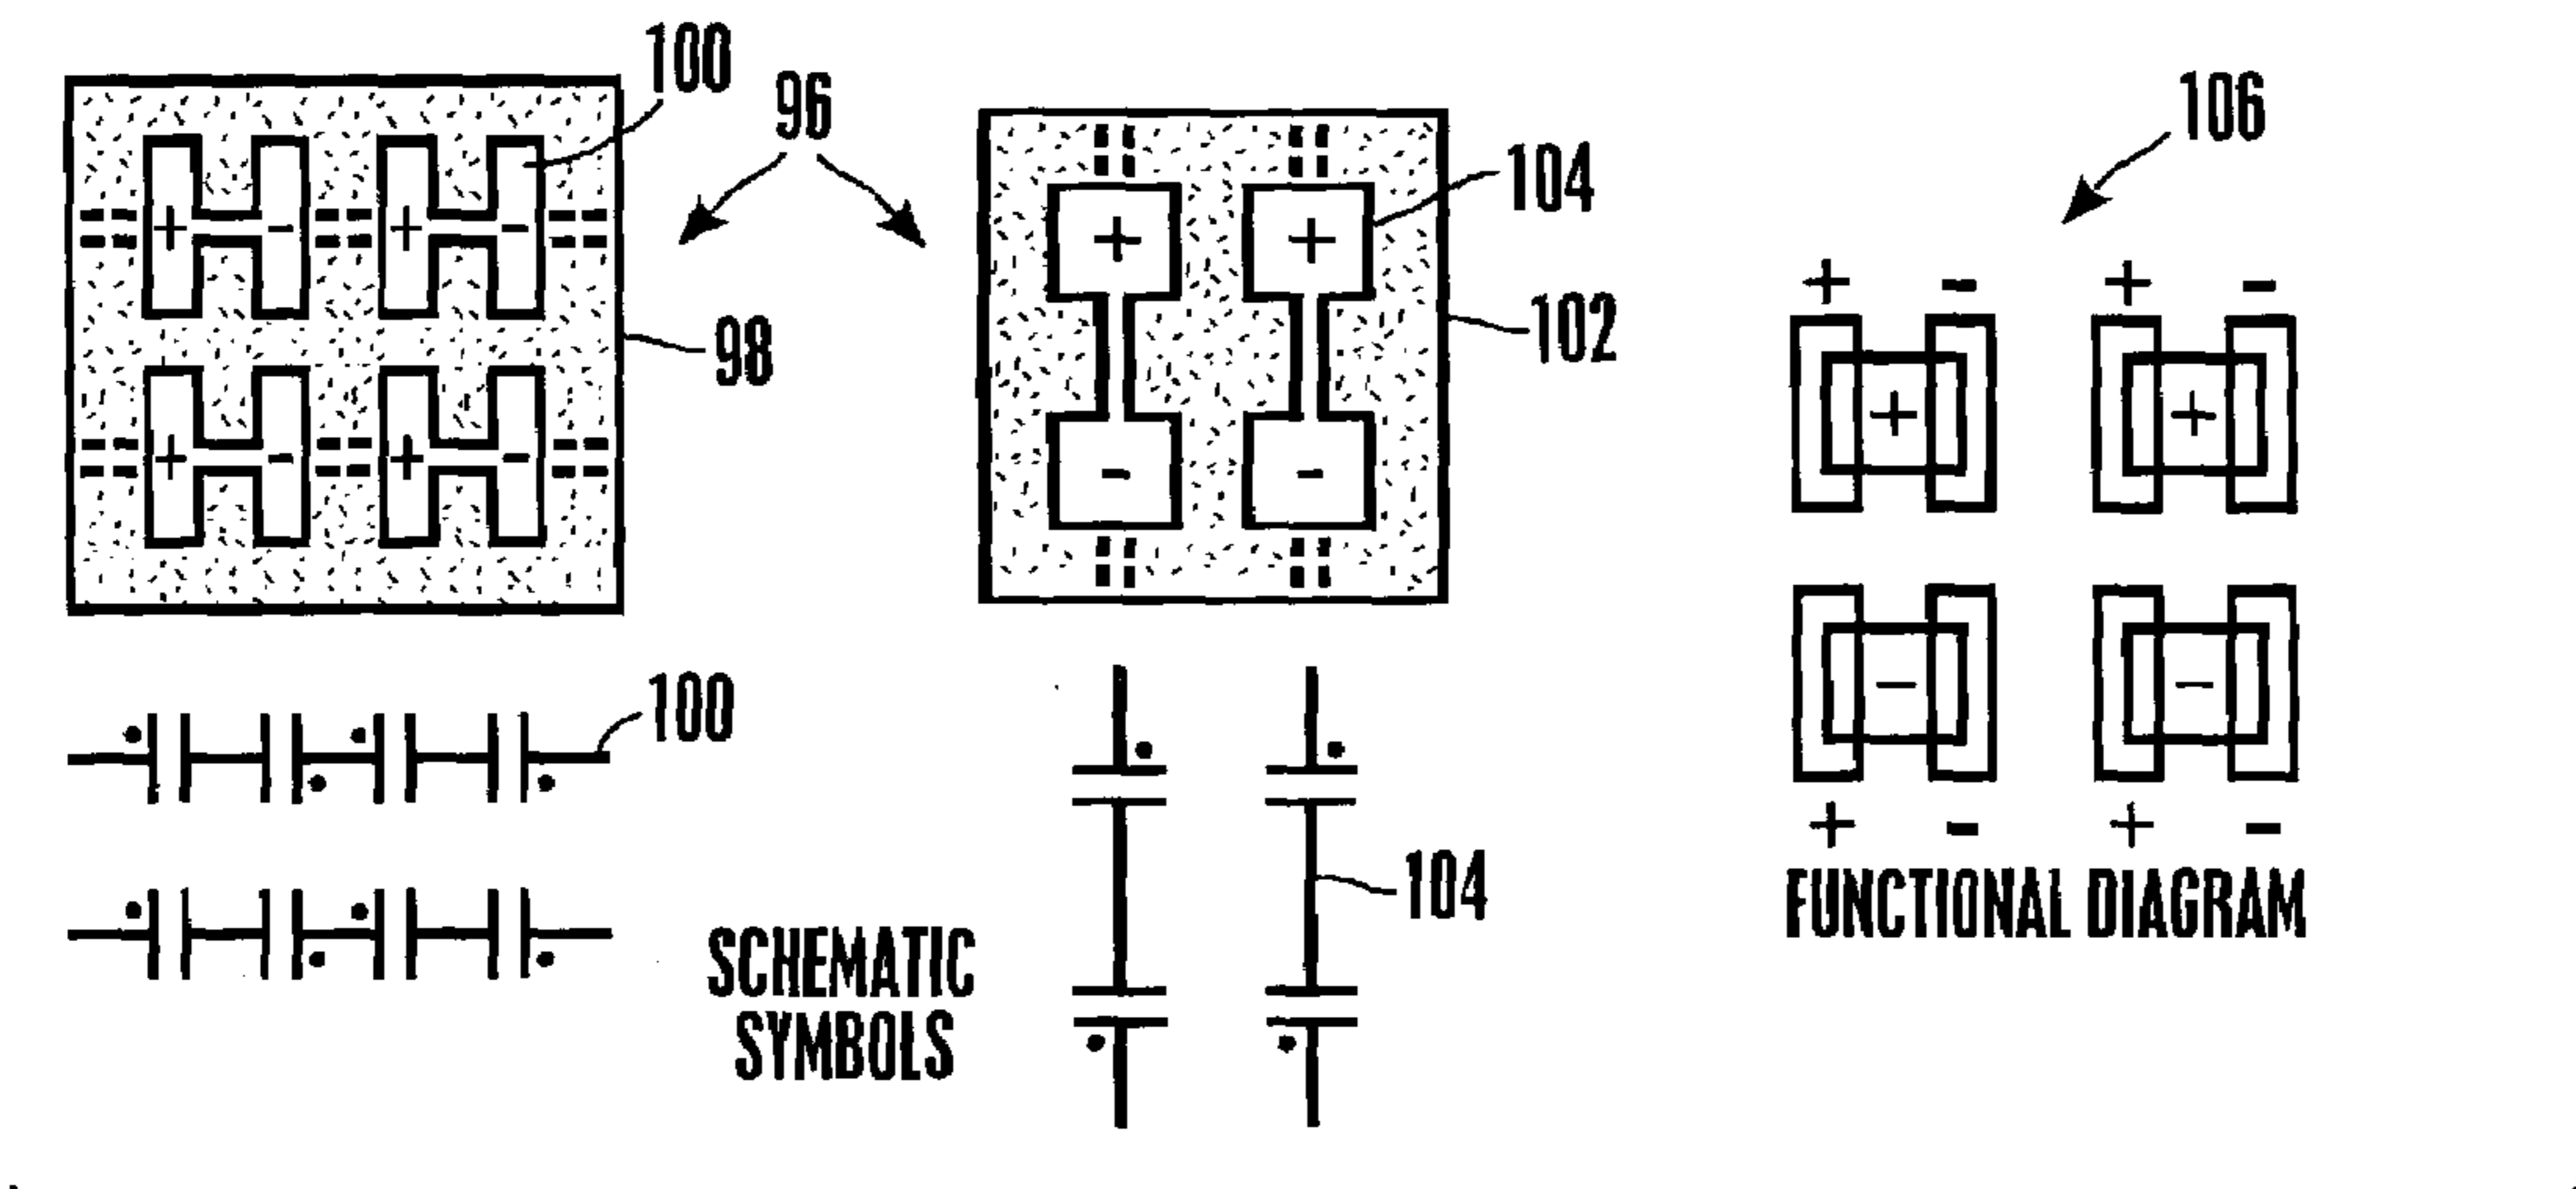 100
96
106
104
+ - + -
+ - + -
98
+ +
102
- -
+ - + -
+ +
- -
+ - + -
100
104
SCHEMATIC
SYMBOLS
FUNCTIONAL DIAGRAM